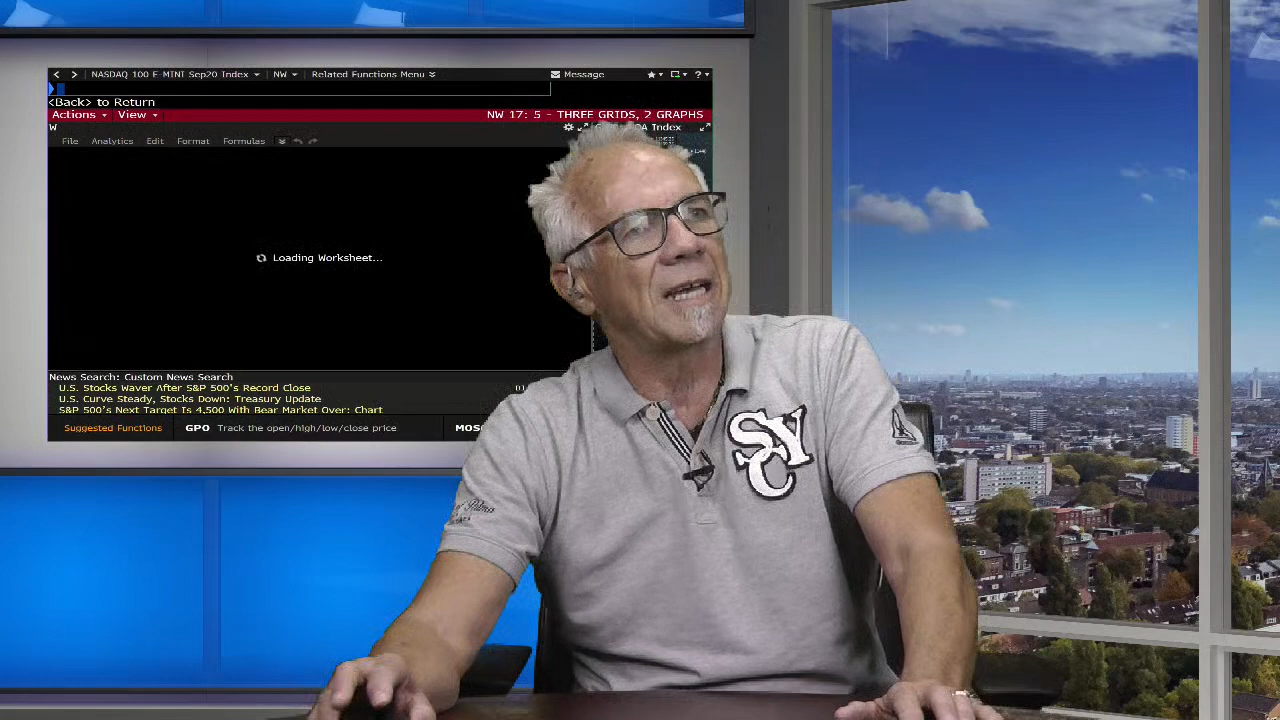 NASDAQ 100 E-MINI Sep20 Index NW Related Functions Menu Message ?
<Back> to Return
Actions View NW 17: 5 - THREE GRIDS, 2 GRAPHS
W Index
File Analytics Edit Format Formulas
Loading Worksheet...
News Search: Custom News Search
U.S. Stocks Waver After S&P 500's Record Close 01
U.S. Curve Steady, Stocks Down: Treasury Update
S&P 500's Next Target Is 4,500 With Bear Market Over: Chart
Suggested Functions GPO Track the open/high/low/close price
SYC